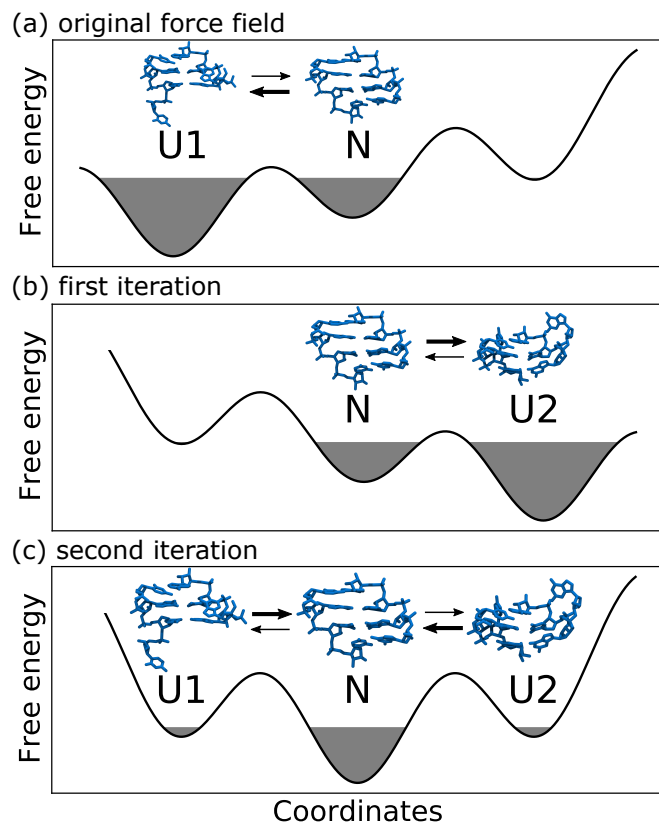 (a) original force field
Free energy
U1 N
(b) first iteration
Free energy
N U2
(c) second iteration
Free energy
U1 N U2
Coordinates